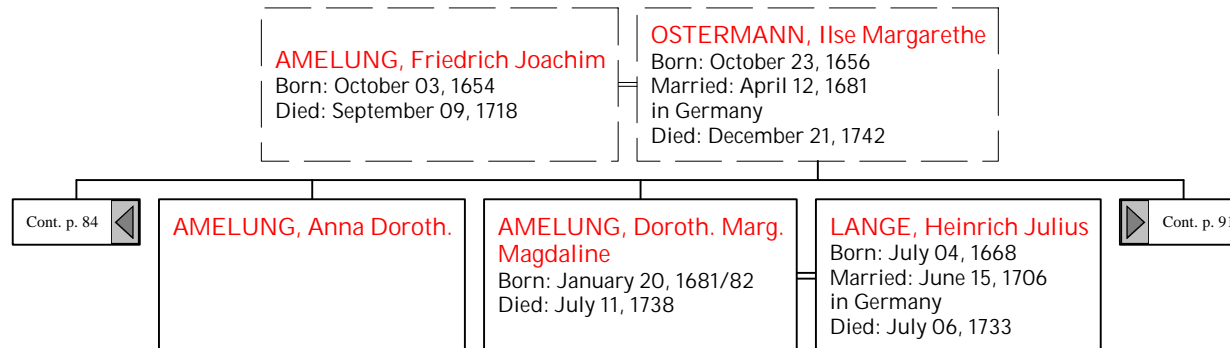 AMELUNG, Friedrich Joachim
Born: October 03, 1654
Died: September 09, 1718
OSTERMANN, Ilse Margarethe
Born: October 23, 1656
Married: April 12, 1681
in Germany
Died: December 21, 1742
Cont. p. 84
AMELUNG, Anna Doroth.
AMELUNG, Doroth. Marg.
Magdaline
Born: January 20, 1681/82
Died: July 11, 1738
LANGE, Heinrich Julius
Born: July 04, 1668
Married: June 15, 1706
in Germany
Died: July 06, 1733
Cont. p. 91